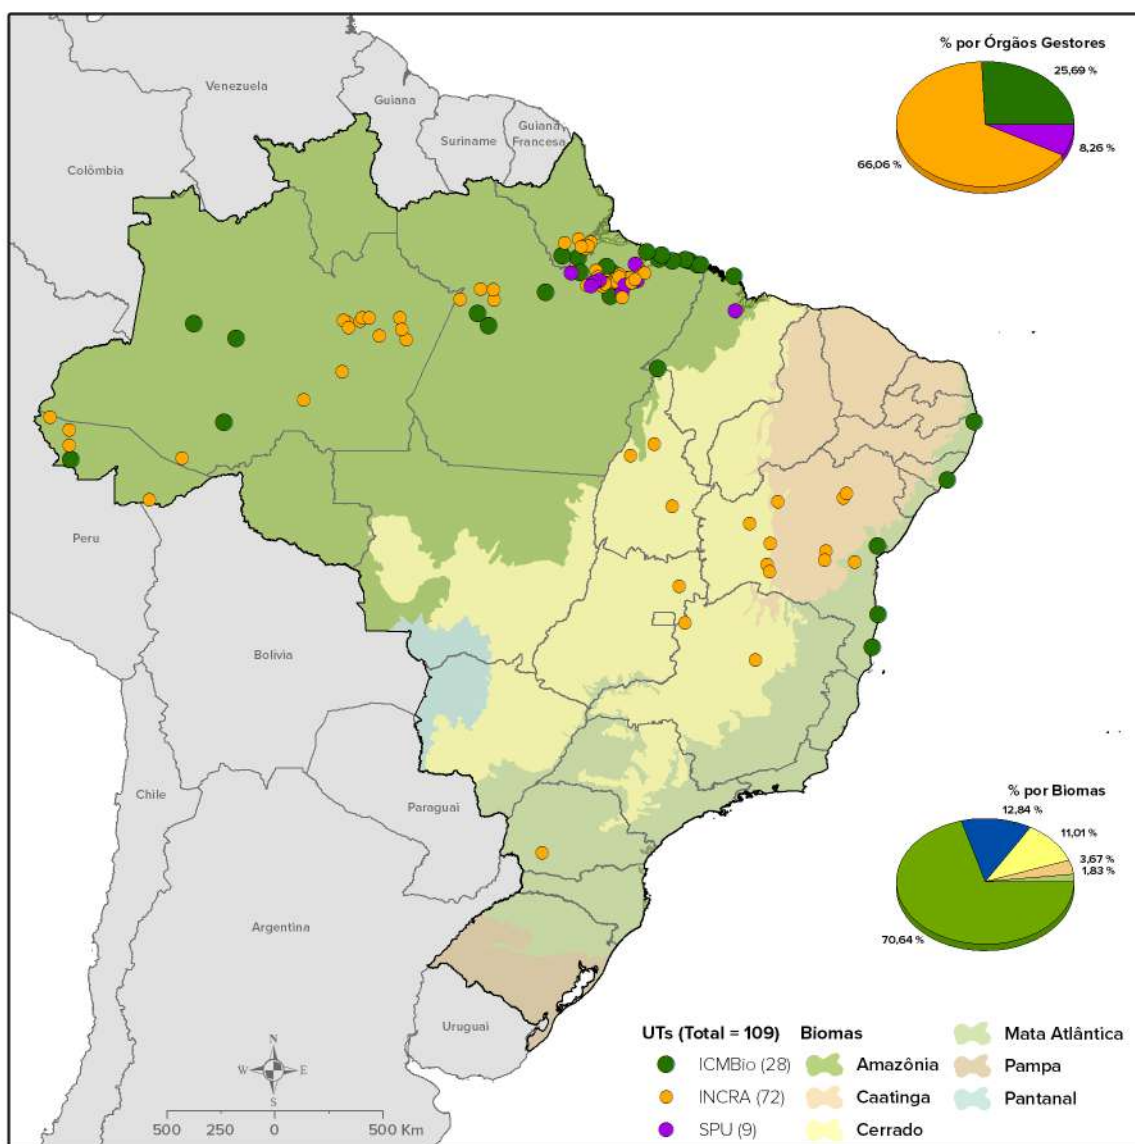 % por Órgãos Gestores
25,69 %
8,26 %
66,06 %
Venezuela
Guiana
Suriname
Guiana
Francesa
Colômbia
Peru
Bolivia
Chile
Paraguai
Argentina
Uruguai
% por Biomas
12,84 %
11,01 %
3,67 %
1,83 %
70,64 %
N
W
E
S
500 250 0 500 Km
UTs (Total = 109)
ICMBio (28)
INCRA (72)
SPU (9)
Biomas
Amazônia
Caatinga
Cerrado
Mata Atlântica
Pampa
Pantanal